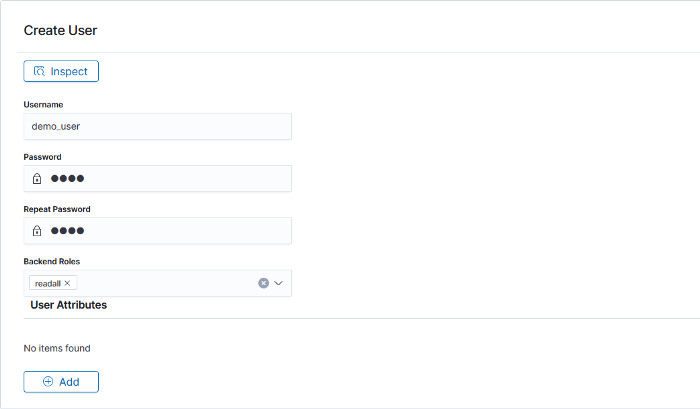 Create User
Inspect
Username
demo_user
Password
●●●●
Repeat Password
●●●●
Backend Roles
readall ×
User Attributes
No items found
Add